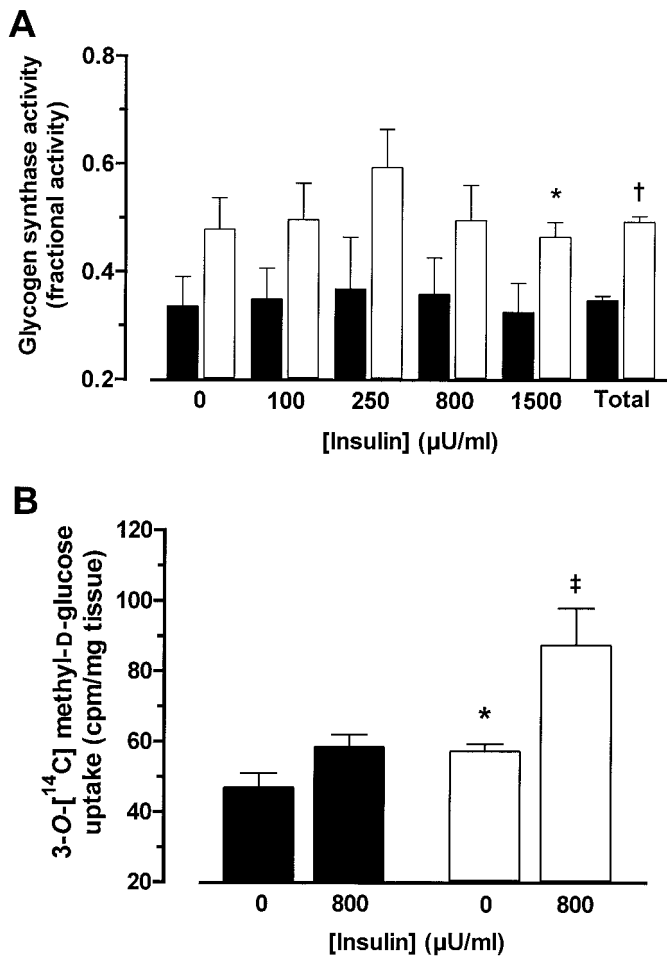 A
Glycogen synthase activity
(fractional activity)
0.8
0.6
0.4
0.2
*
†
0 100 250 800 1500 Total
[Insulin] (µU/ml)
B
3-O-[14C] methyl-D-glucose
uptake (cpm/mg tissue)
120
100
80
60
40
20
*
‡
0 800 0 800
[Insulin] (µU/ml)